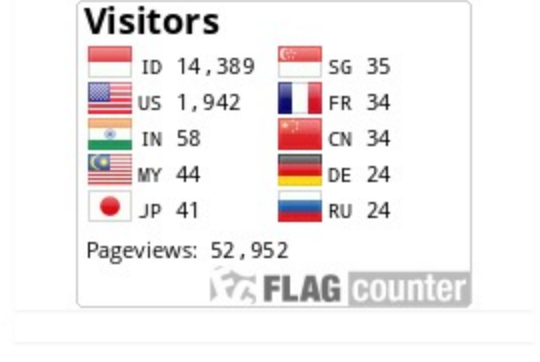 Visitors
ID 14,389 SG 35
US 1,942 FR 34
IN 58 CN 34
MY 44 DE 24
JP 41 RU 24
Pageviews: 52,952
FLAG counter